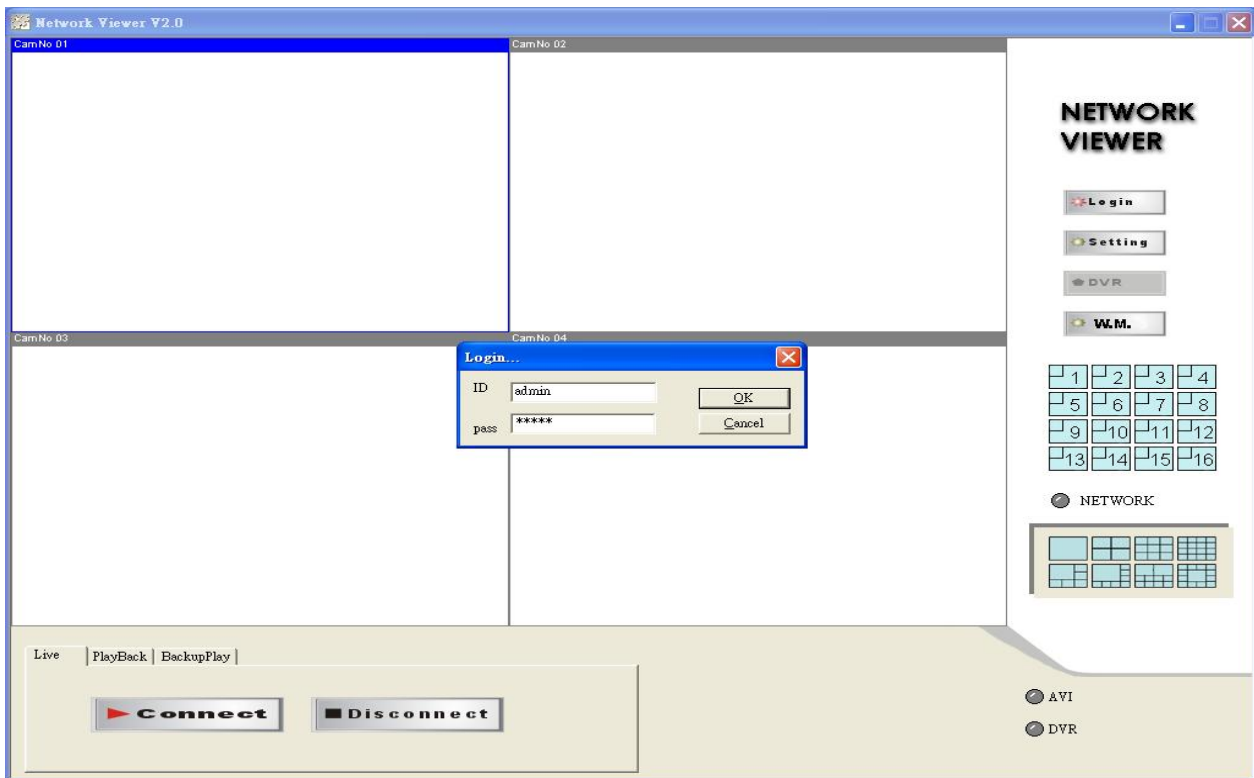 Network Viewer V2.0
CamNo 01
CamNo 02
NETWORK
VIEWER
Login
Setting
DVR
W.M.
CamNo 03
CamNo 04
Login...
ID
admin
OK
pass
*****
Cancel
1 2 3 4
5 6 7 8
9 10 11 12
13 14 15 16
NETWORK
Live PlayBack BackupPlay
Connect
Disconnect
AVI
DVR